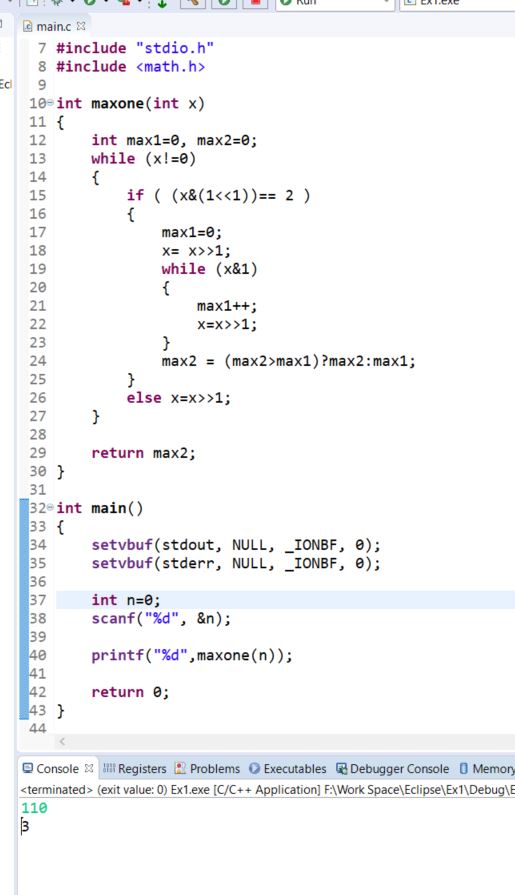 Run Ex1.exe
main.c
Ecl
7 #include "stdio.h"
8 #include <math.h>
9
10 int maxone(int x)
11 {
12     int max1=0, max2=0;
13     while (x!=0)
14     {
15         if ( (x&(1<<1))== 2 )
16         {
17             max1=0;
18             x= x>>1;
19             while (x&1)
20             {
21                 max1++;
22                 x=x>>1;
23             }
24             max2 = (max2>max1)?max2:max1;
25         }
26         else x=x>>1;
27     }
28
29     return max2;
30 }
31
32 int main()
33 {
34     setvbuf(stdout, NULL, _IONBF, 0);
35     setvbuf(stderr, NULL, _IONBF, 0);
36
37     int n=0;
38     scanf("%d", &n);
39
40     printf("%d",maxone(n));
41
42     return 0;
43 }
44
Console Registers Problems Executables Debugger Console Memory
<terminated> (exit value: 0) Ex1.exe [C/C++ Application] F:\Work Space\Eclipse\Ex1\Debug\E
110
3